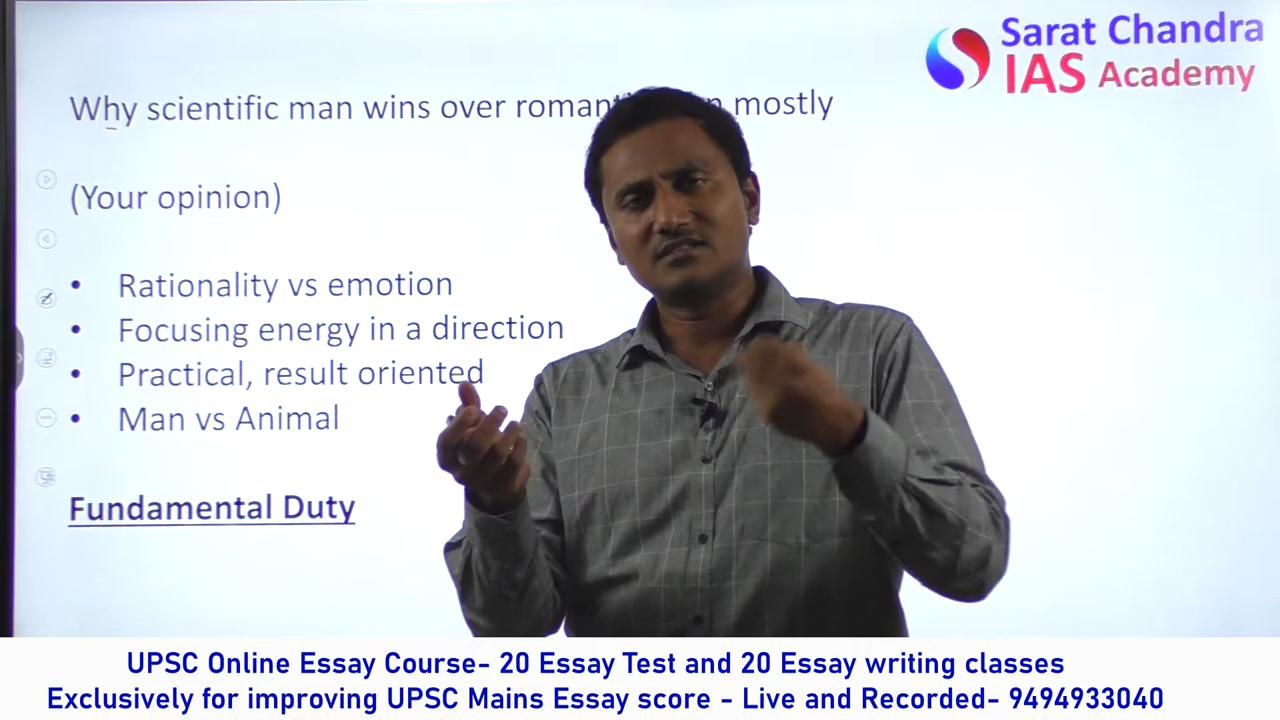 Sarat Chandra
IAS Academy
Why scientific man wins over mostly
(Your opinion)
• Rationality vs emotion
• Focusing energy in a direction
• Practical, result oriented
• Man vs Animal
Fundamental Duty
UPSC Online Essay Course- 20 Essay Test and 20 Essay writing classes
Exclusively for improving UPSC Mains Essay score - Live and Recorded- 9494933040